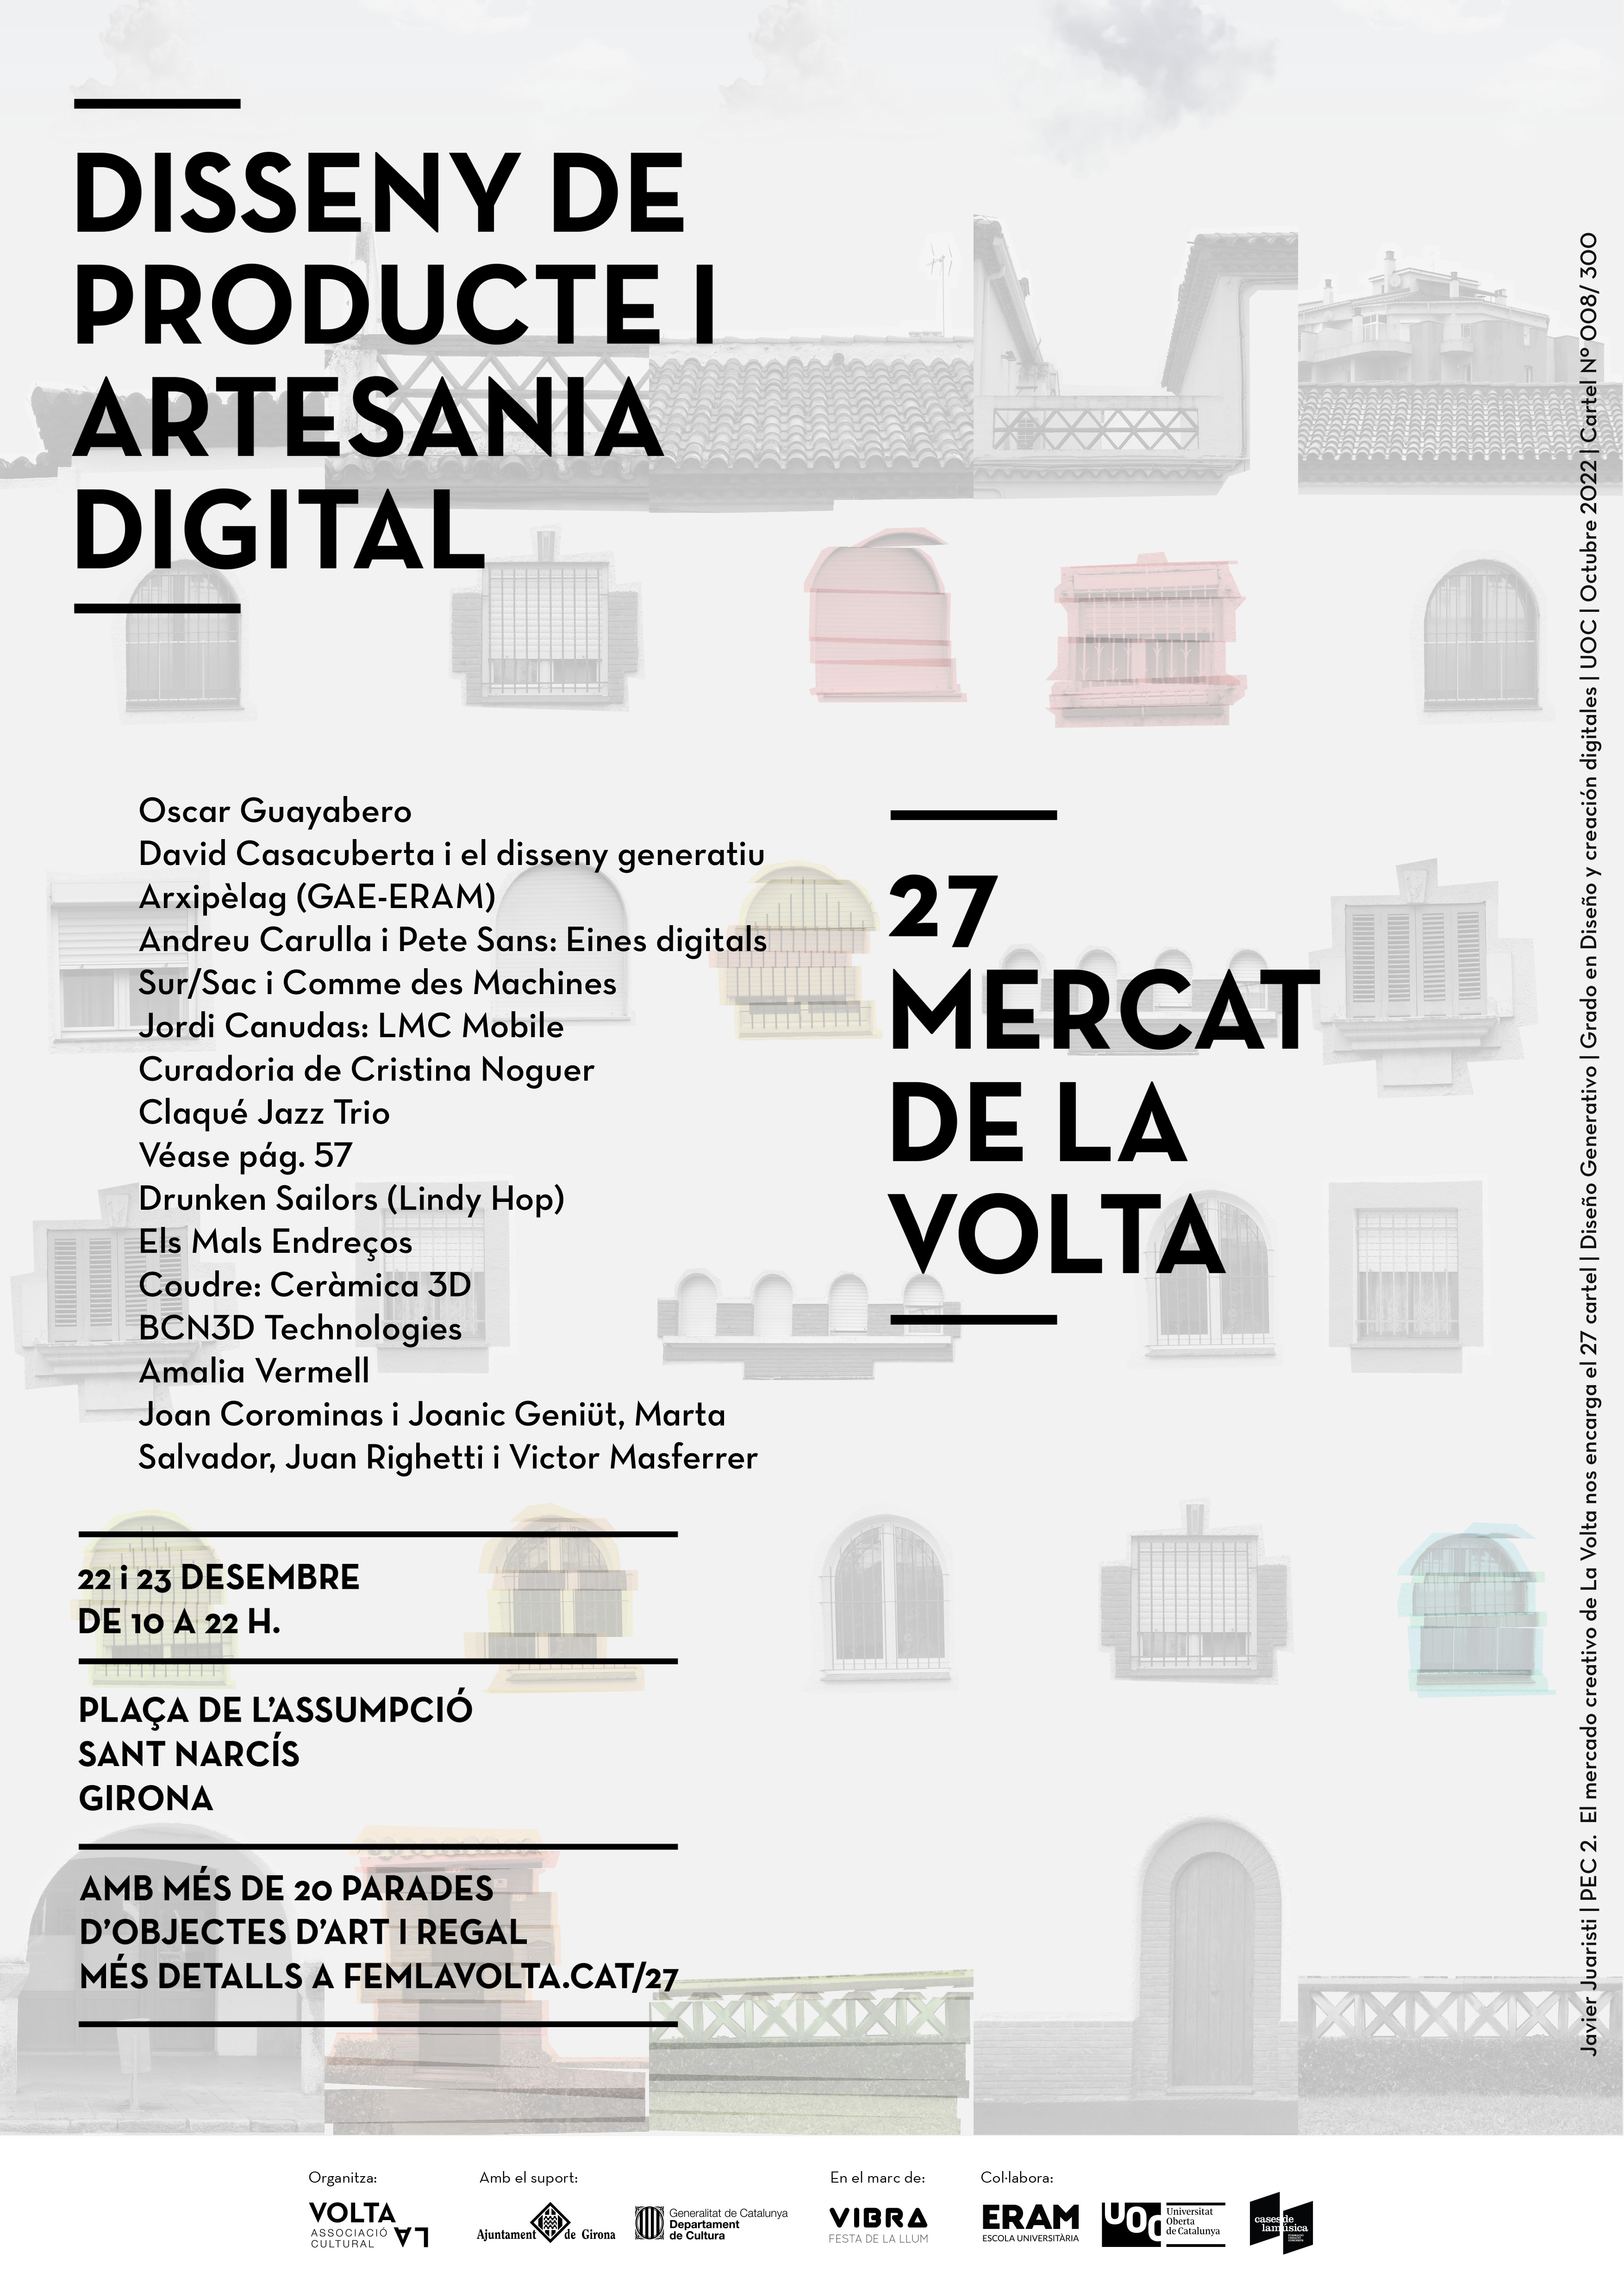 DISSENY DE
PRODUCTE I
ARTESANIA
DIGITAL
Oscar Guayabero
David Casacuberta i el disseny generatiu
Arxipèlag (GAE-ERAM)
Andreu Carulla i Pete Sans: Eines digitals
Sur/Sac i Comme des Machines
Jordi Canudas: LMC Mobile
Curadoria de Cristina Noguer
Claqué Jazz Trio
Véase pág. 57
Drunken Sailors (Lindy Hop)
Els Mals Endreços
Coudre: Ceràmica 3D
BCN3D Technologies
Amalia Vermell
Joan Corominas i Joanic Geniüt, Marta
Salvador, Juan Righetti i Victor Masferrer
27
MERCAT
DE LA
VOLTA
22 i 23 DESEMBRE
DE 10 A 22 H.
PLAÇA DE L'ASSUMPCIÓ
SANT NARCÍS
GIRONA
AMB MÉS DE 20 PARADES
D'OBJECTES D'ART I REGAL
MÉS DETALLS A FEMLAVOLTA.CAT/27
Javier Juaristi | PEC 2. El mercado creativo de La Volta nos encarga el 27 cartel | Diseño Generativo | Grado en Diseño y creación digitales | UOC | Octubre 2022 | Cartel Nº 008/ 300
Organitza:
VOLTA
ASSOCIACIÓ
CULTURAL
LA
Amb el suport:
Ajuntament de Girona
Generalitat de Catalunya
Departament
de Cultura
En el marc de:
VIBRA
FESTA DE LA LLUM
Col·labora:
ERAM
ESCOLA UNIVERSITÀRIA
UOC
Universitat
Oberta
de Catalunya
cases de
la música